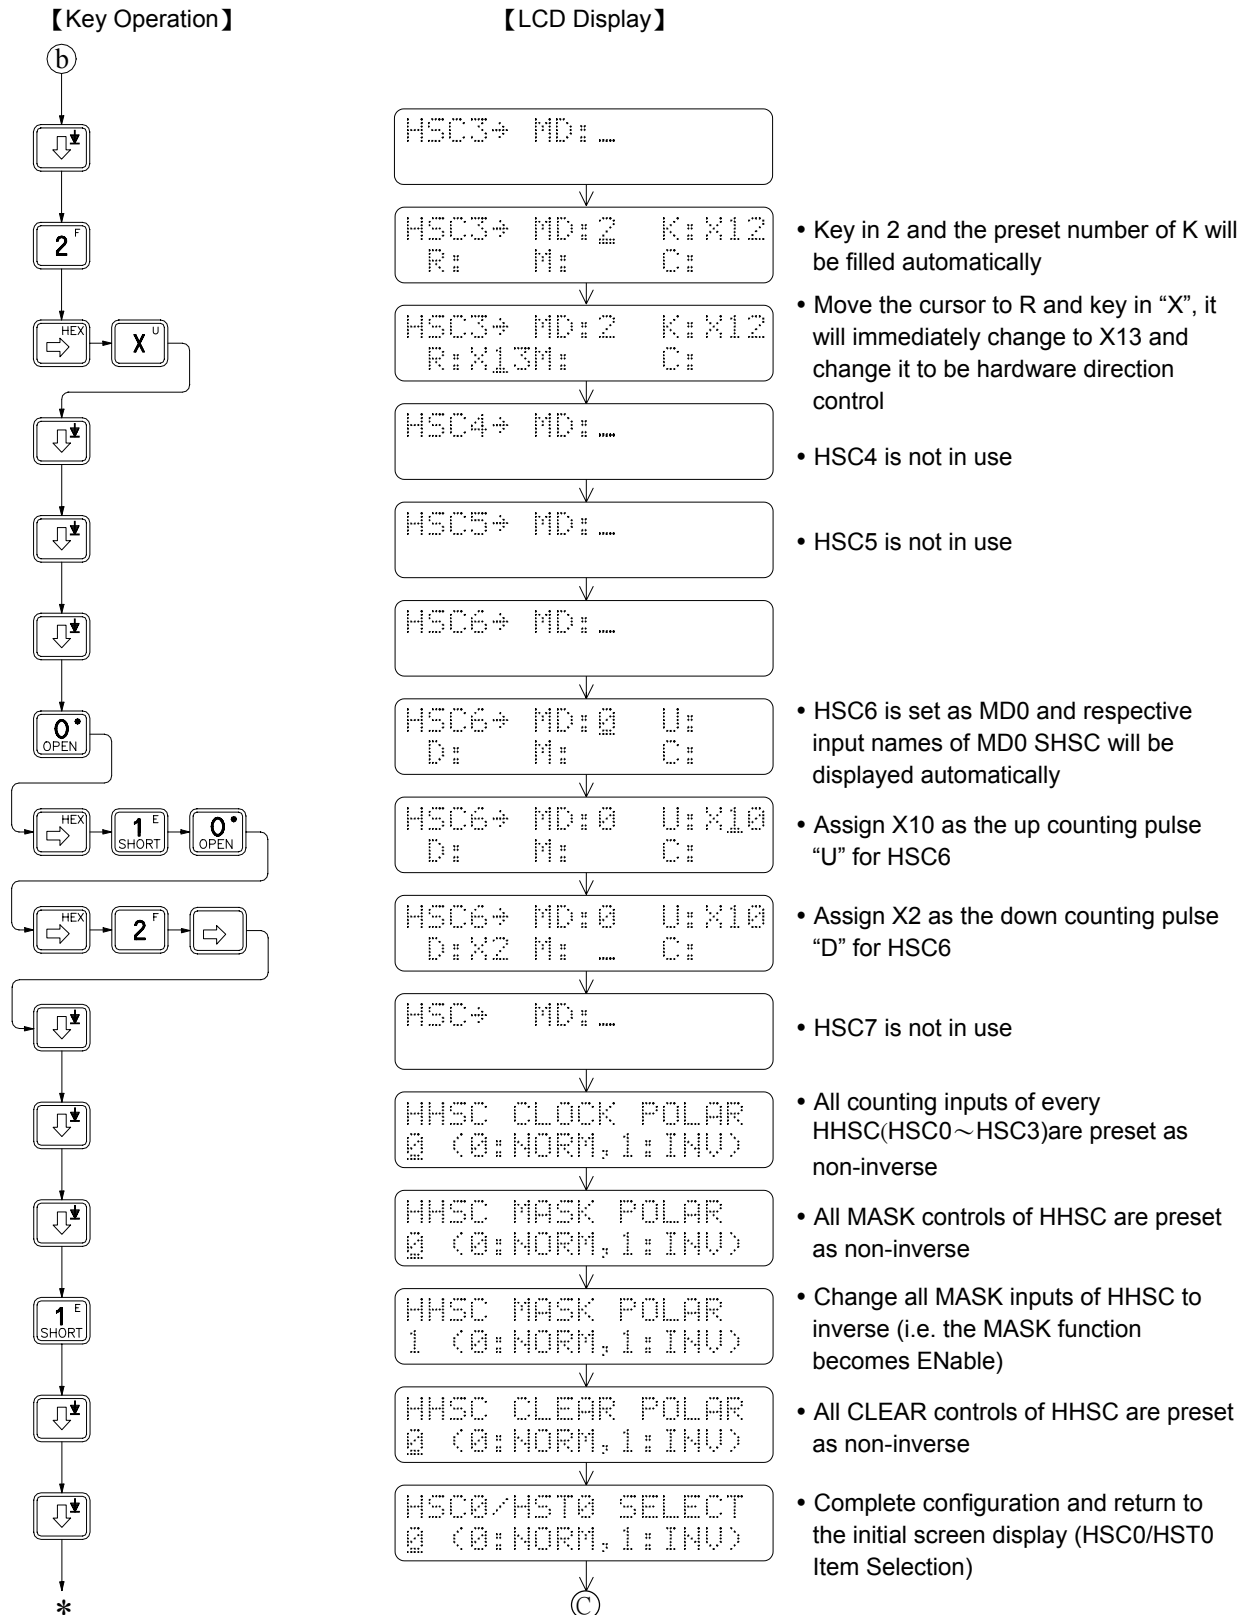 【Key Operation】
【LCD Display】
b
HSC3→ MD:_
2 F
HSC3→ MD:2 K:X12
R: M: C:
• Key in 2 and the preset number of K will
be filled automatically
HEX
X U
HSC3→ MD:2 K:X12
R:X13M: C:
• Move the cursor to R and key in “X”, it
will immediately change to X13 and
change it to be hardware direction
control
HSC4→ MD:_
• HSC4 is not in use
HSC5→ MD:_
• HSC5 is not in use
HSC6→ MD:_
0 •
OPEN
HSC6→ MD:0 U:
D: M: C:
• HSC6 is set as MD0 and respective
input names of MD0 SHSC will be
displayed automatically
HEX
1 E
SHORT
0 •
OPEN
HSC6→ MD:0 U:X10
D: M: C:
• Assign X10 as the up counting pulse
“U” for HSC6
HEX
2 F
HSC6→ MD:0 U:X10
D:X2 M: _ C:
• Assign X2 as the down counting pulse
“D” for HSC6
HSC→ MD:_
• HSC7 is not in use
HHSC CLOCK POLAR
0 (0:NORM,1:INV)
• All counting inputs of every
HHSC(HSC0～HSC3)are preset as
non-inverse
HHSC MASK POLAR
0 (0:NORM,1:INV)
• All MASK controls of HHSC are preset
as non-inverse
1 E
SHORT
HHSC MASK POLAR
1 (0:NORM,1:INV)
• Change all MASK inputs of HHSC to
inverse (i.e. the MASK function
becomes ENable)
HHSC CLEAR POLAR
0 (0:NORM,1:INV)
• All CLEAR controls of HHSC are preset
as non-inverse
HSC0/HST0 SELECT
0 (0:NORM,1:INV)
• Complete configuration and return to
the initial screen display (HSC0/HST0
Item Selection)
*
C